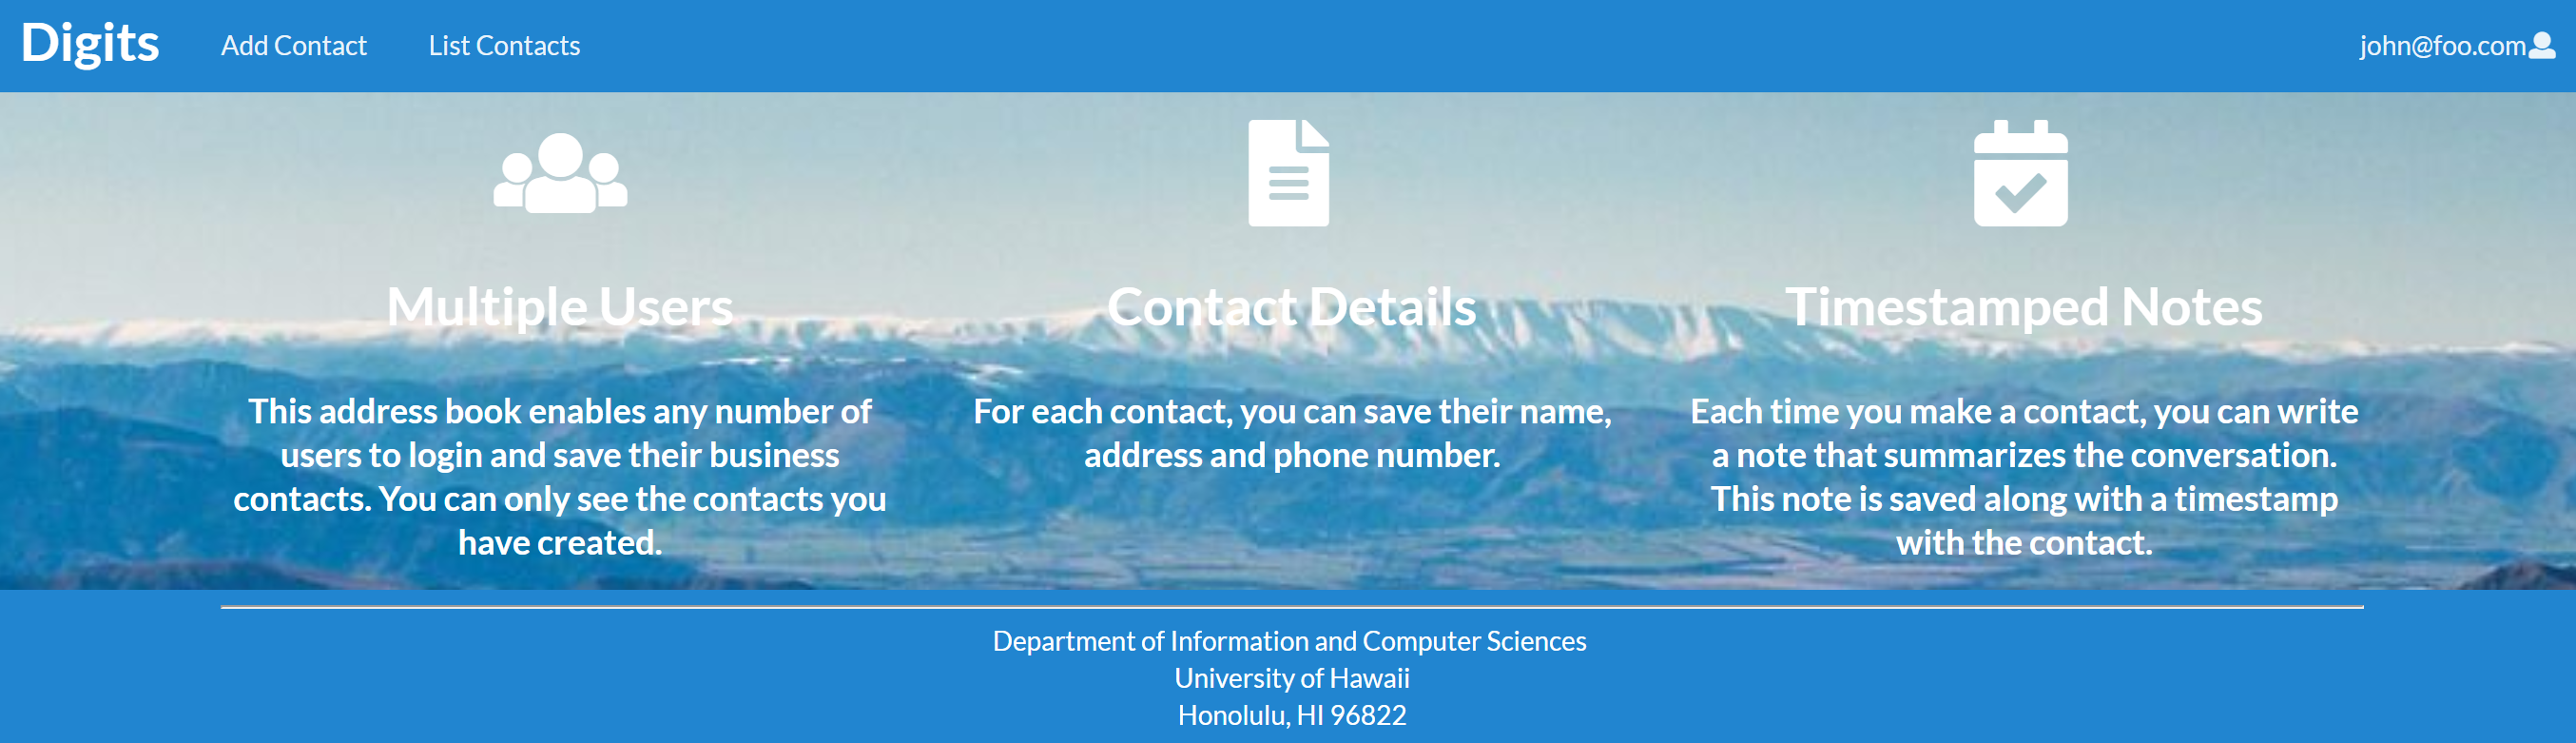 Digits
Add Contact
List Contacts
john@foo.com
Multiple Users
This address book enables any number of
users to login and save their business
contacts. You can only see the contacts you
have created.
Contact Details
For each contact, you can save their name,
address and phone number.
Timestamped Notes
Each time you make a contact, you can write
a note that summarizes the conversation.
This note is saved along with a timestamp
with the contact.
Department of Information and Computer Sciences
University of Hawaii
Honolulu, HI 96822